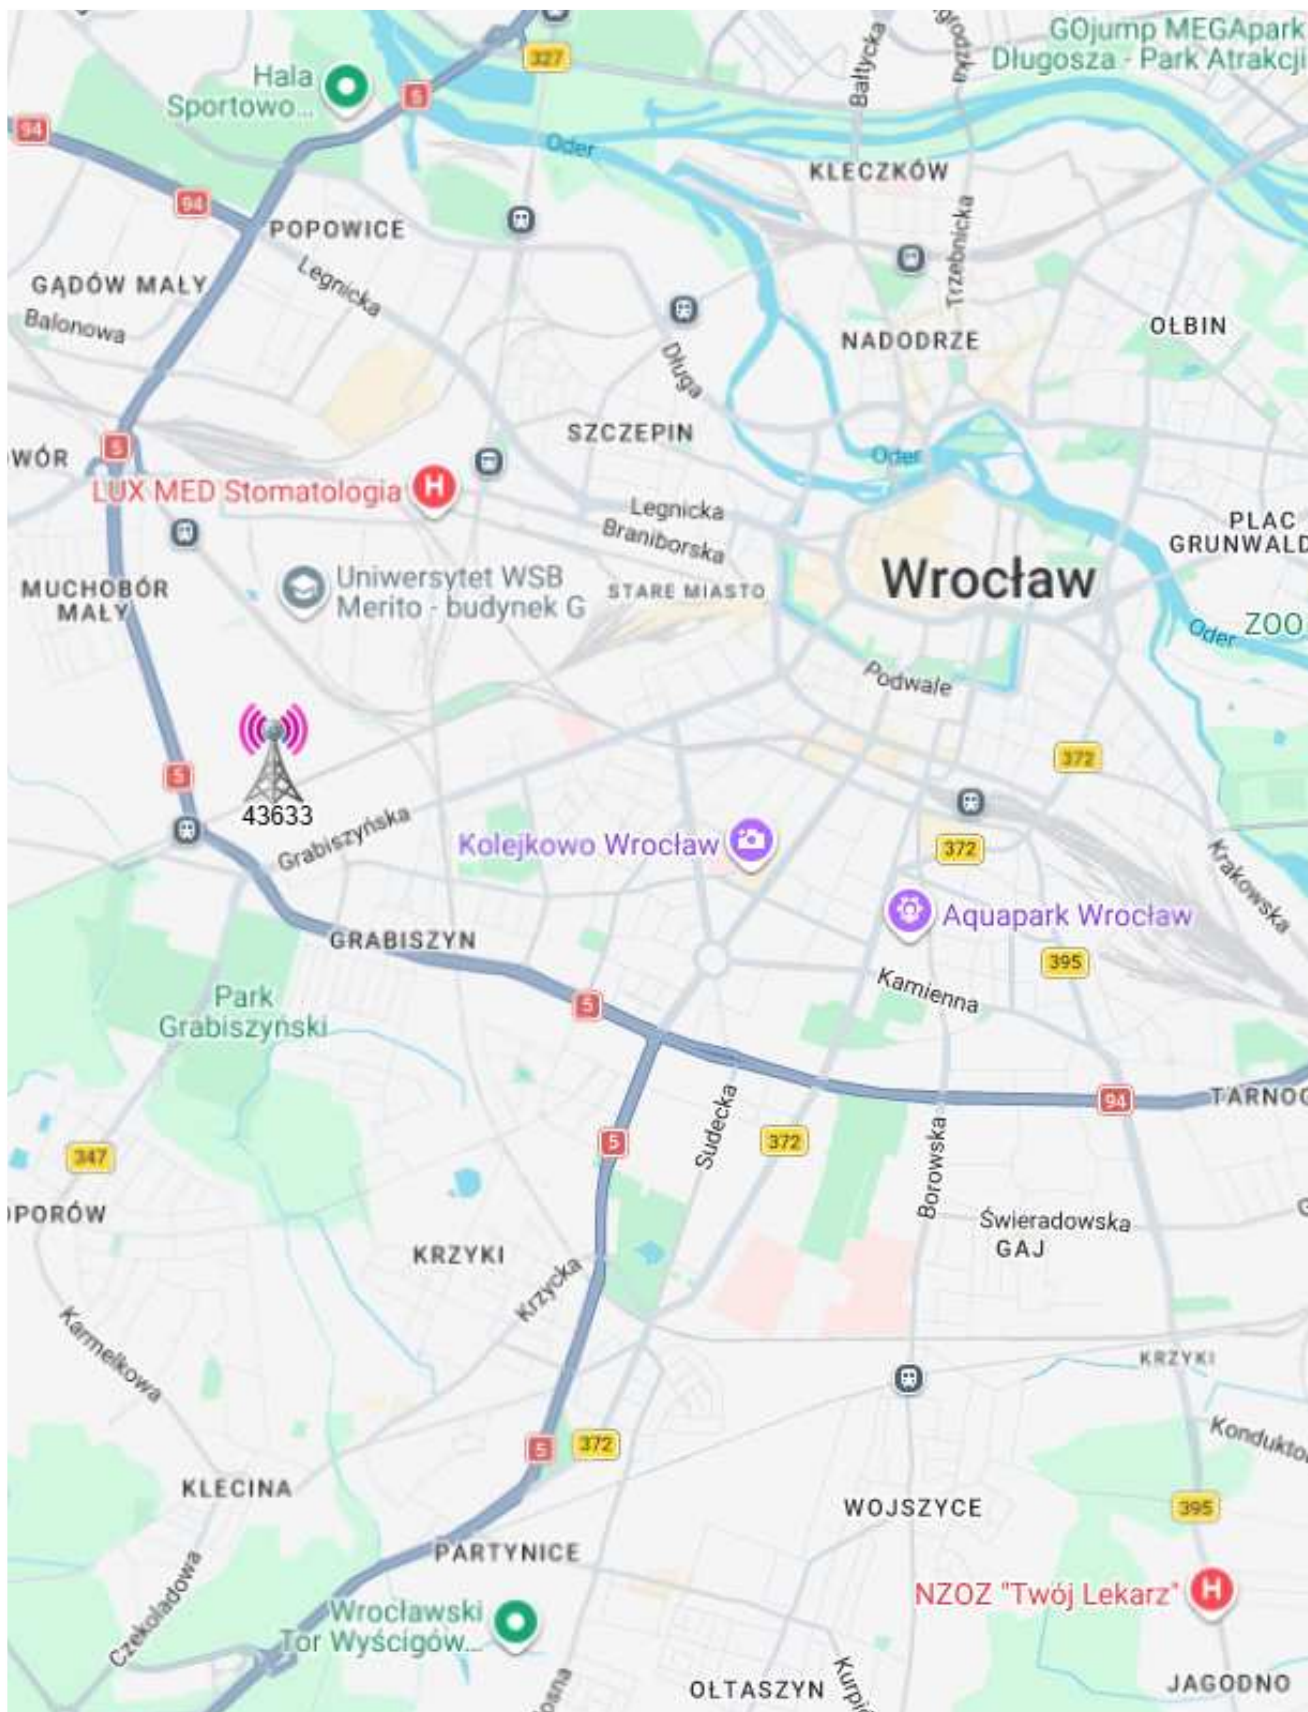 GOjump MEGApark
Długosza - Park Atrakcji
327
Bałtycka
Hala
Sportowo...
5
94
Oder
KLECZKÓW
94
POPOWICE
Trzebnicka
Legnicka
GĄDÓW MAŁY
Balonowa
OŁBIN
NADODRZE
Długa
SZCZEPIN
5
WÓR
Oder
LUX MED Stomatologia
H
Legnicka
Braniborska
PLAC
GRUNWALD
Uniwersytet WSB
Merito - budynek G
STARE MIASTO
Wrocław
MUCHOBÓR
MAŁY
Oder
ZOO
Podwale
372
5
43633
Grabiszyńska
Kolejkowo Wrocław
372
Krakowska
Aquapark Wrocław
GRABISZYN
395
Kamienna
Park
Grabiszyński
5
94
TARNOG
Sudecka
372
5
347
Borowska
OPORÓW
Świeradowska
GAJ
KRZYKI
Krzycka
Karmelkowa
KRZYKI
5
372
KLECINA
WOJSZYCE
395
PARTYNICE
Czekoladowa
NZOZ "Twój Lekarz"
H
Wrocławski
Tor Wyścigów...
OŁTASZYN
JAGODNO